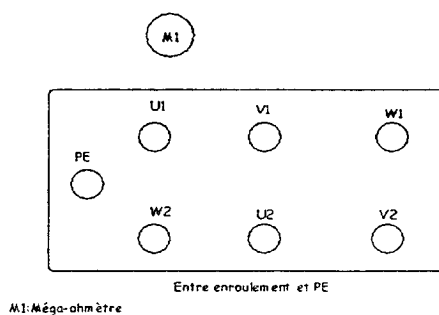 M1
U1 V1 W1
PE
W2 U2 V2
Entre enroulement et PE
M1:Méga-ohmètre